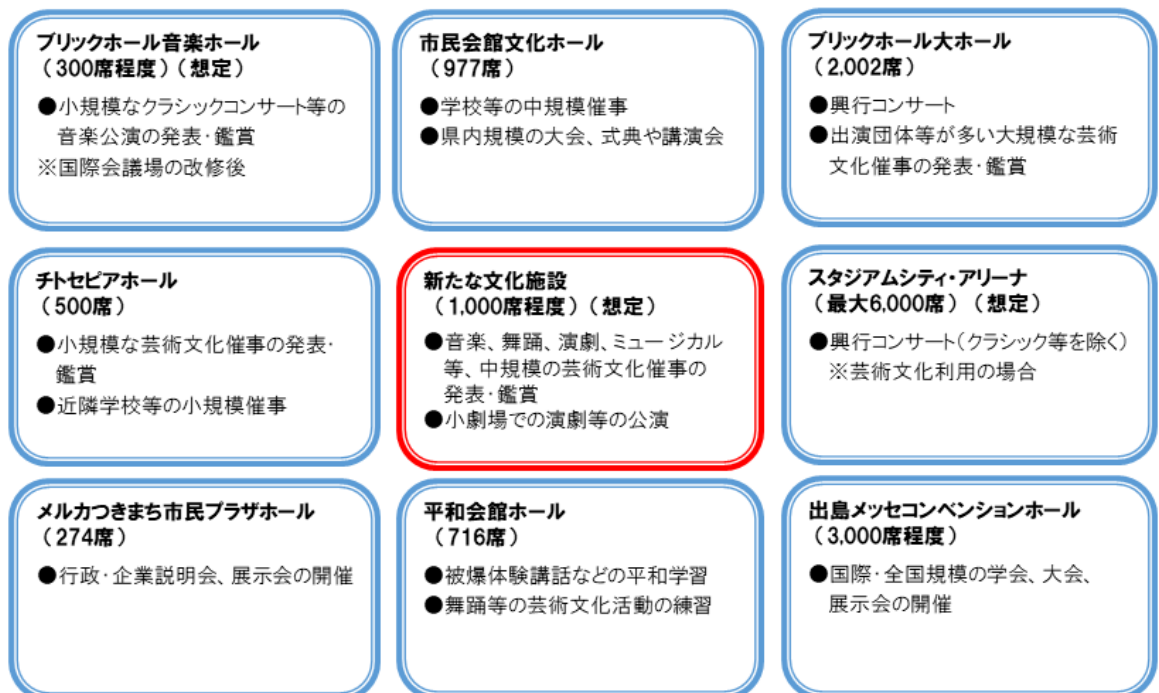 ブリックホール音楽ホール
（300席程度）（想定）
●小規模なクラシックコンサート等の
音楽公演の発表・鑑賞
※国際会議場の改修後
市民会館文化ホール
（977席）
●学校等の中規模催事
●県内規模の大会、式典や講演会
ブリックホール大ホール
（2,002席）
●興行コンサート
●出演団体等が多い大規模な芸術
文化催事の発表・鑑賞
チトセピアホール
（500席）
●小規模な芸術文化催事の発表・
鑑賞
●近隣学校等の小規模催事
新たな文化施設
（1,000席程度）（想定）
●音楽、舞踊、演劇、ミュージカル
等、中規模の芸術文化催事の
発表・鑑賞
●小劇場での演劇等の公演
スタジアムシティ・アリーナ
（最大6,000席）（想定）
●興行コンサート（クラシック等を除く）
※芸術文化利用の場合
メルカつきまち市民プラザホール
（274席）
●行政・企業説明会、展示会の開催
平和会館ホール
（716席）
●被爆体験講話などの平和学習
●舞踊等の芸術文化活動の練習
出島メッセコンベンションホール
（3,000席程度）
●国際・全国規模の学会、大会、
展示会の開催